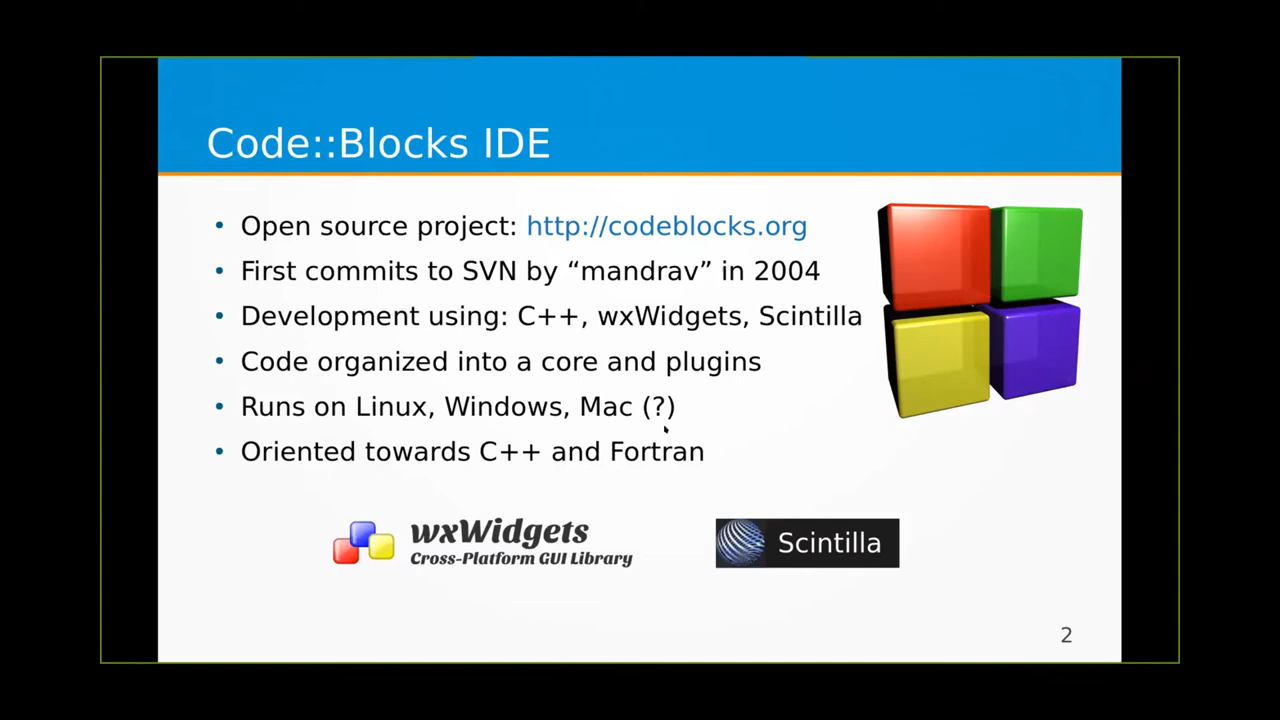 Code::Blocks IDE
• Open source project: http://codeblocks.org
• First commits to SVN by “mandrav” in 2004
• Development using: C++, wxWidgets, Scintilla
• Code organized into a core and plugins
• Runs on Linux, Windows, Mac (?)
• Oriented towards C++ and Fortran
wxWidgets
Cross-Platform GUI Library
Scintilla
2